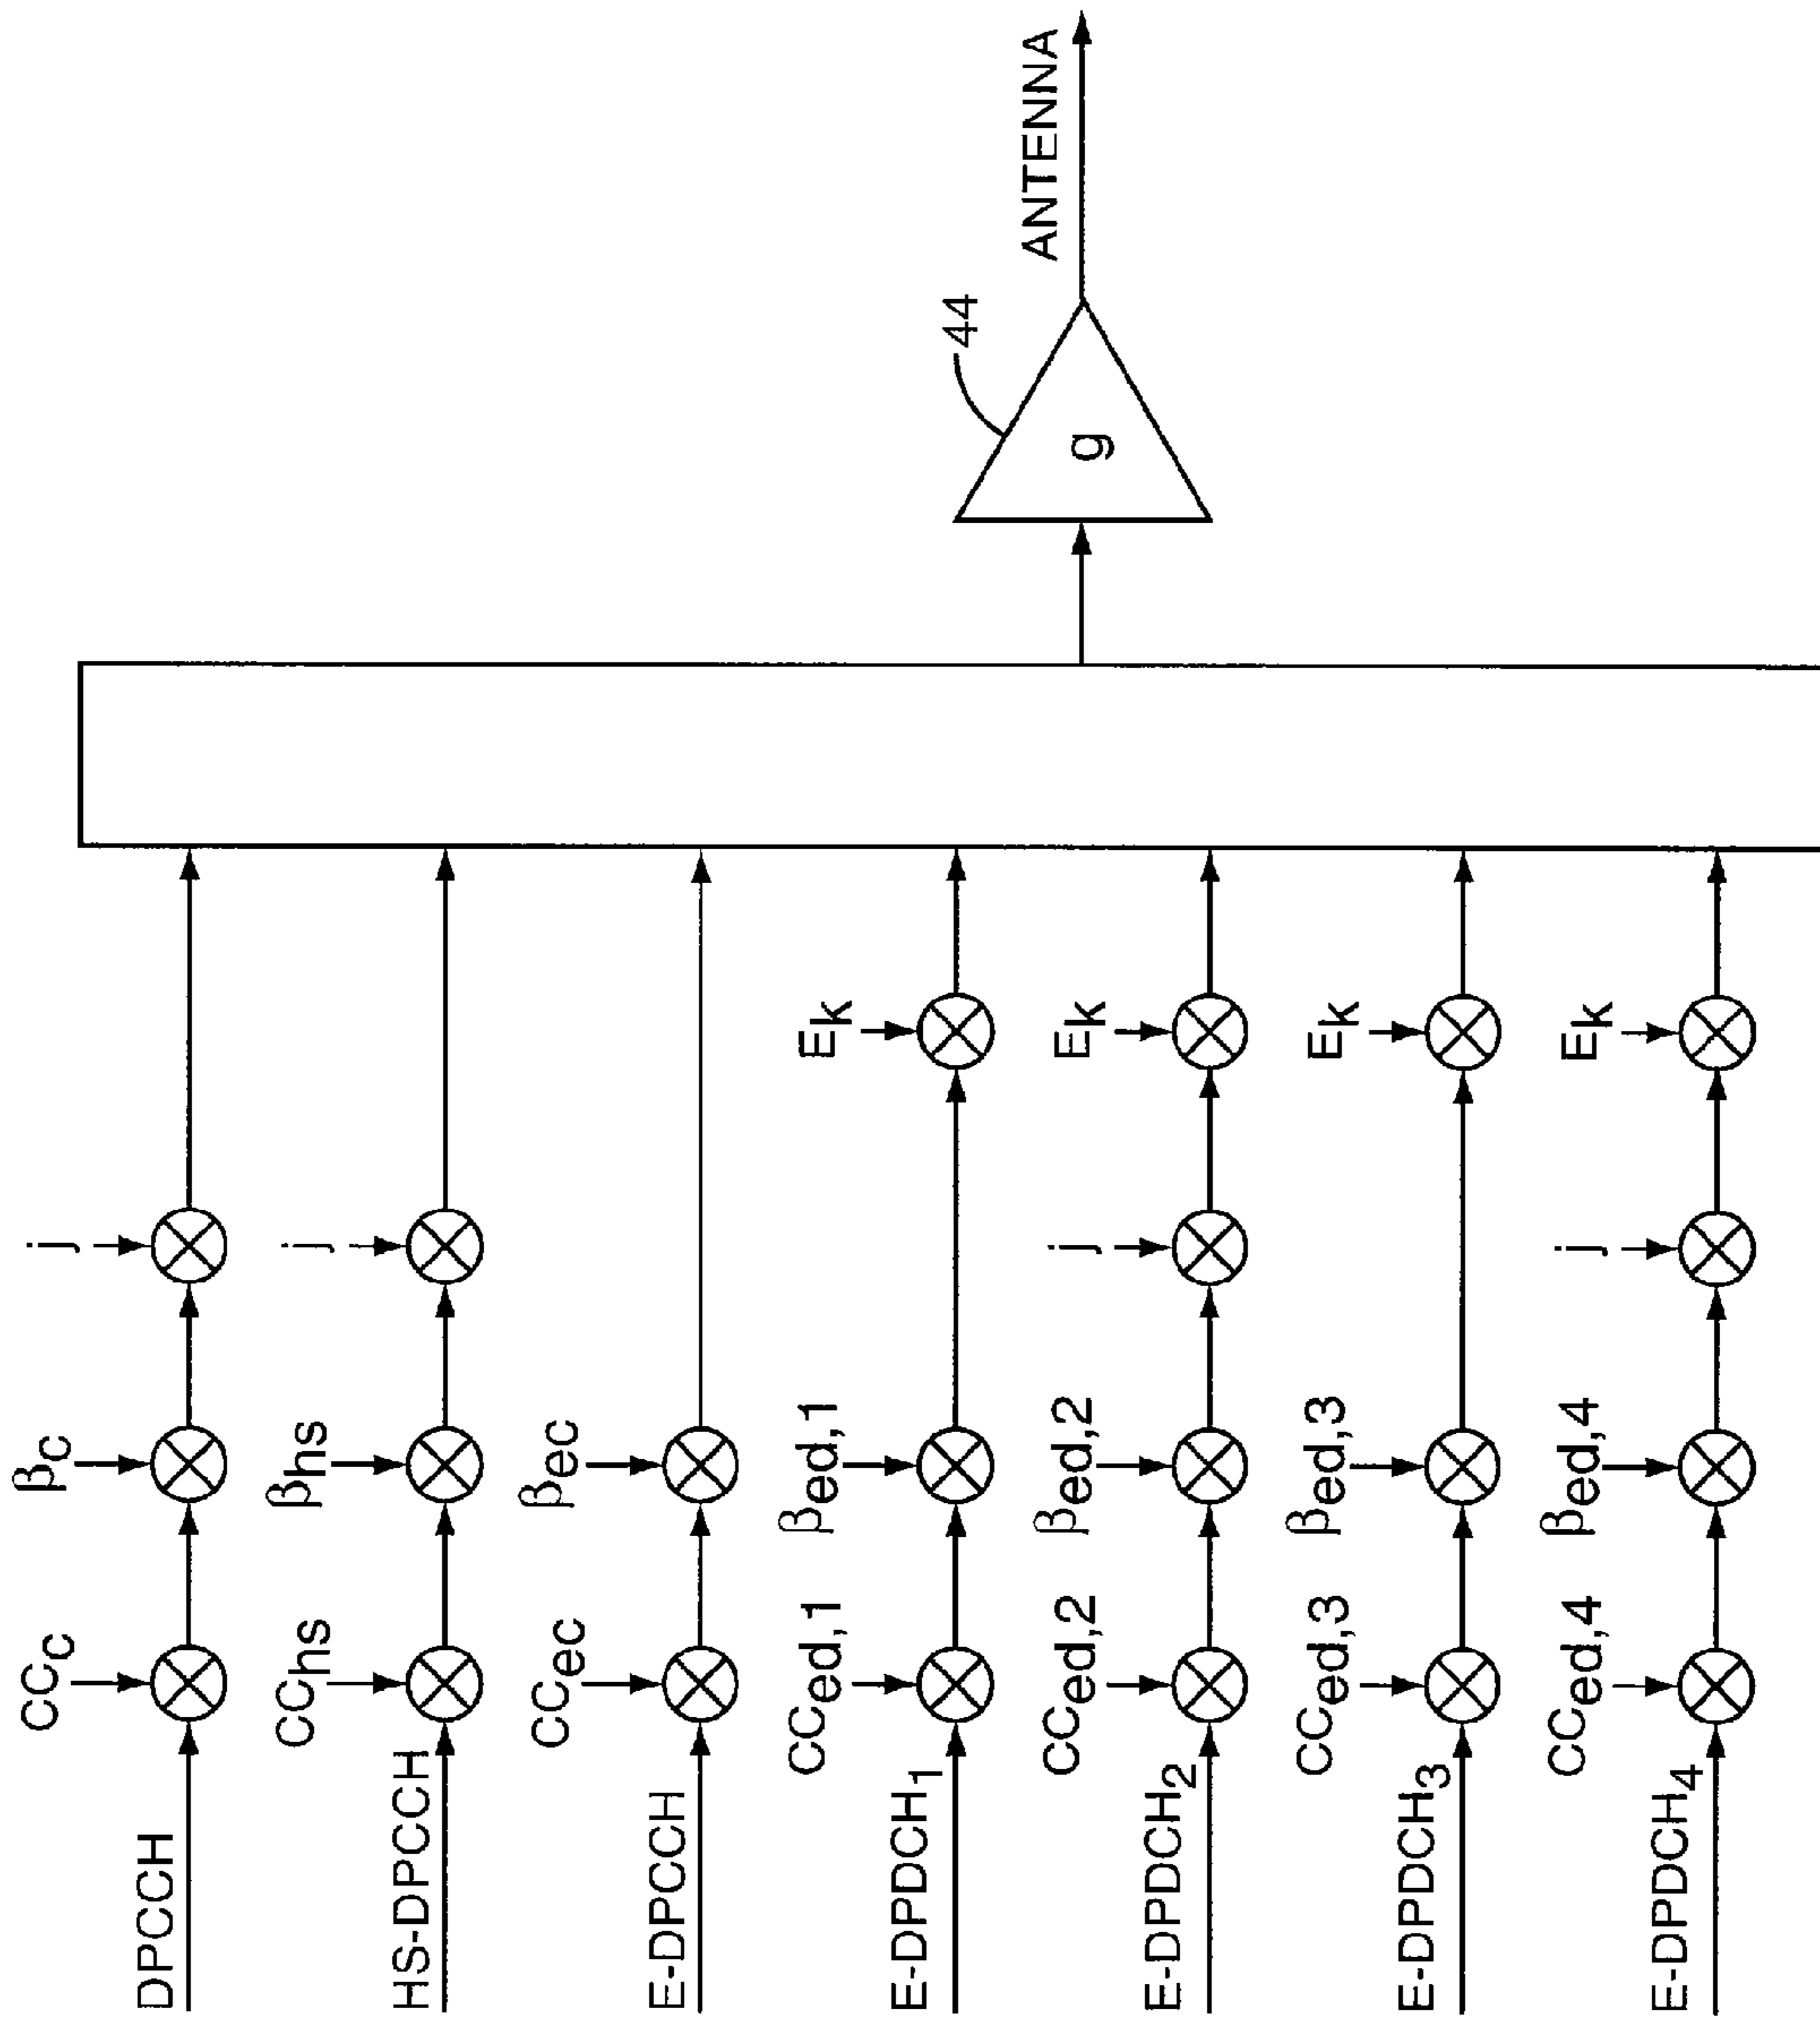 DPCCH
CCc
βc
j
HS-DPCCH
CChs
βhs
j
E-DPCCH
CCec
βec
E-DPDCH1
CCed,1
βed,1
Ek
E-DPDCH2
CCed,2
βed,2
j
Ek
E-DPDCH3
CCed,3
βed,3
Ek
E-DPDCH4
CCed,4
βed,4
j
Ek
g
44
ANTENNA